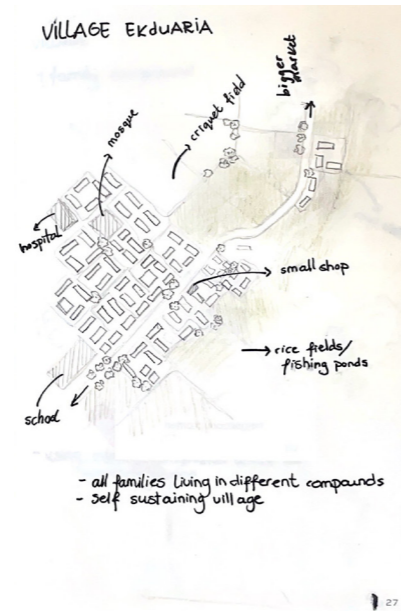 VILLAGE EKDUARIA
bigger
market
mosque
criquet field
hospital
small shop
rice fields/
fishing ponds
school
- all families living in different compounds
- self sustaining village
27